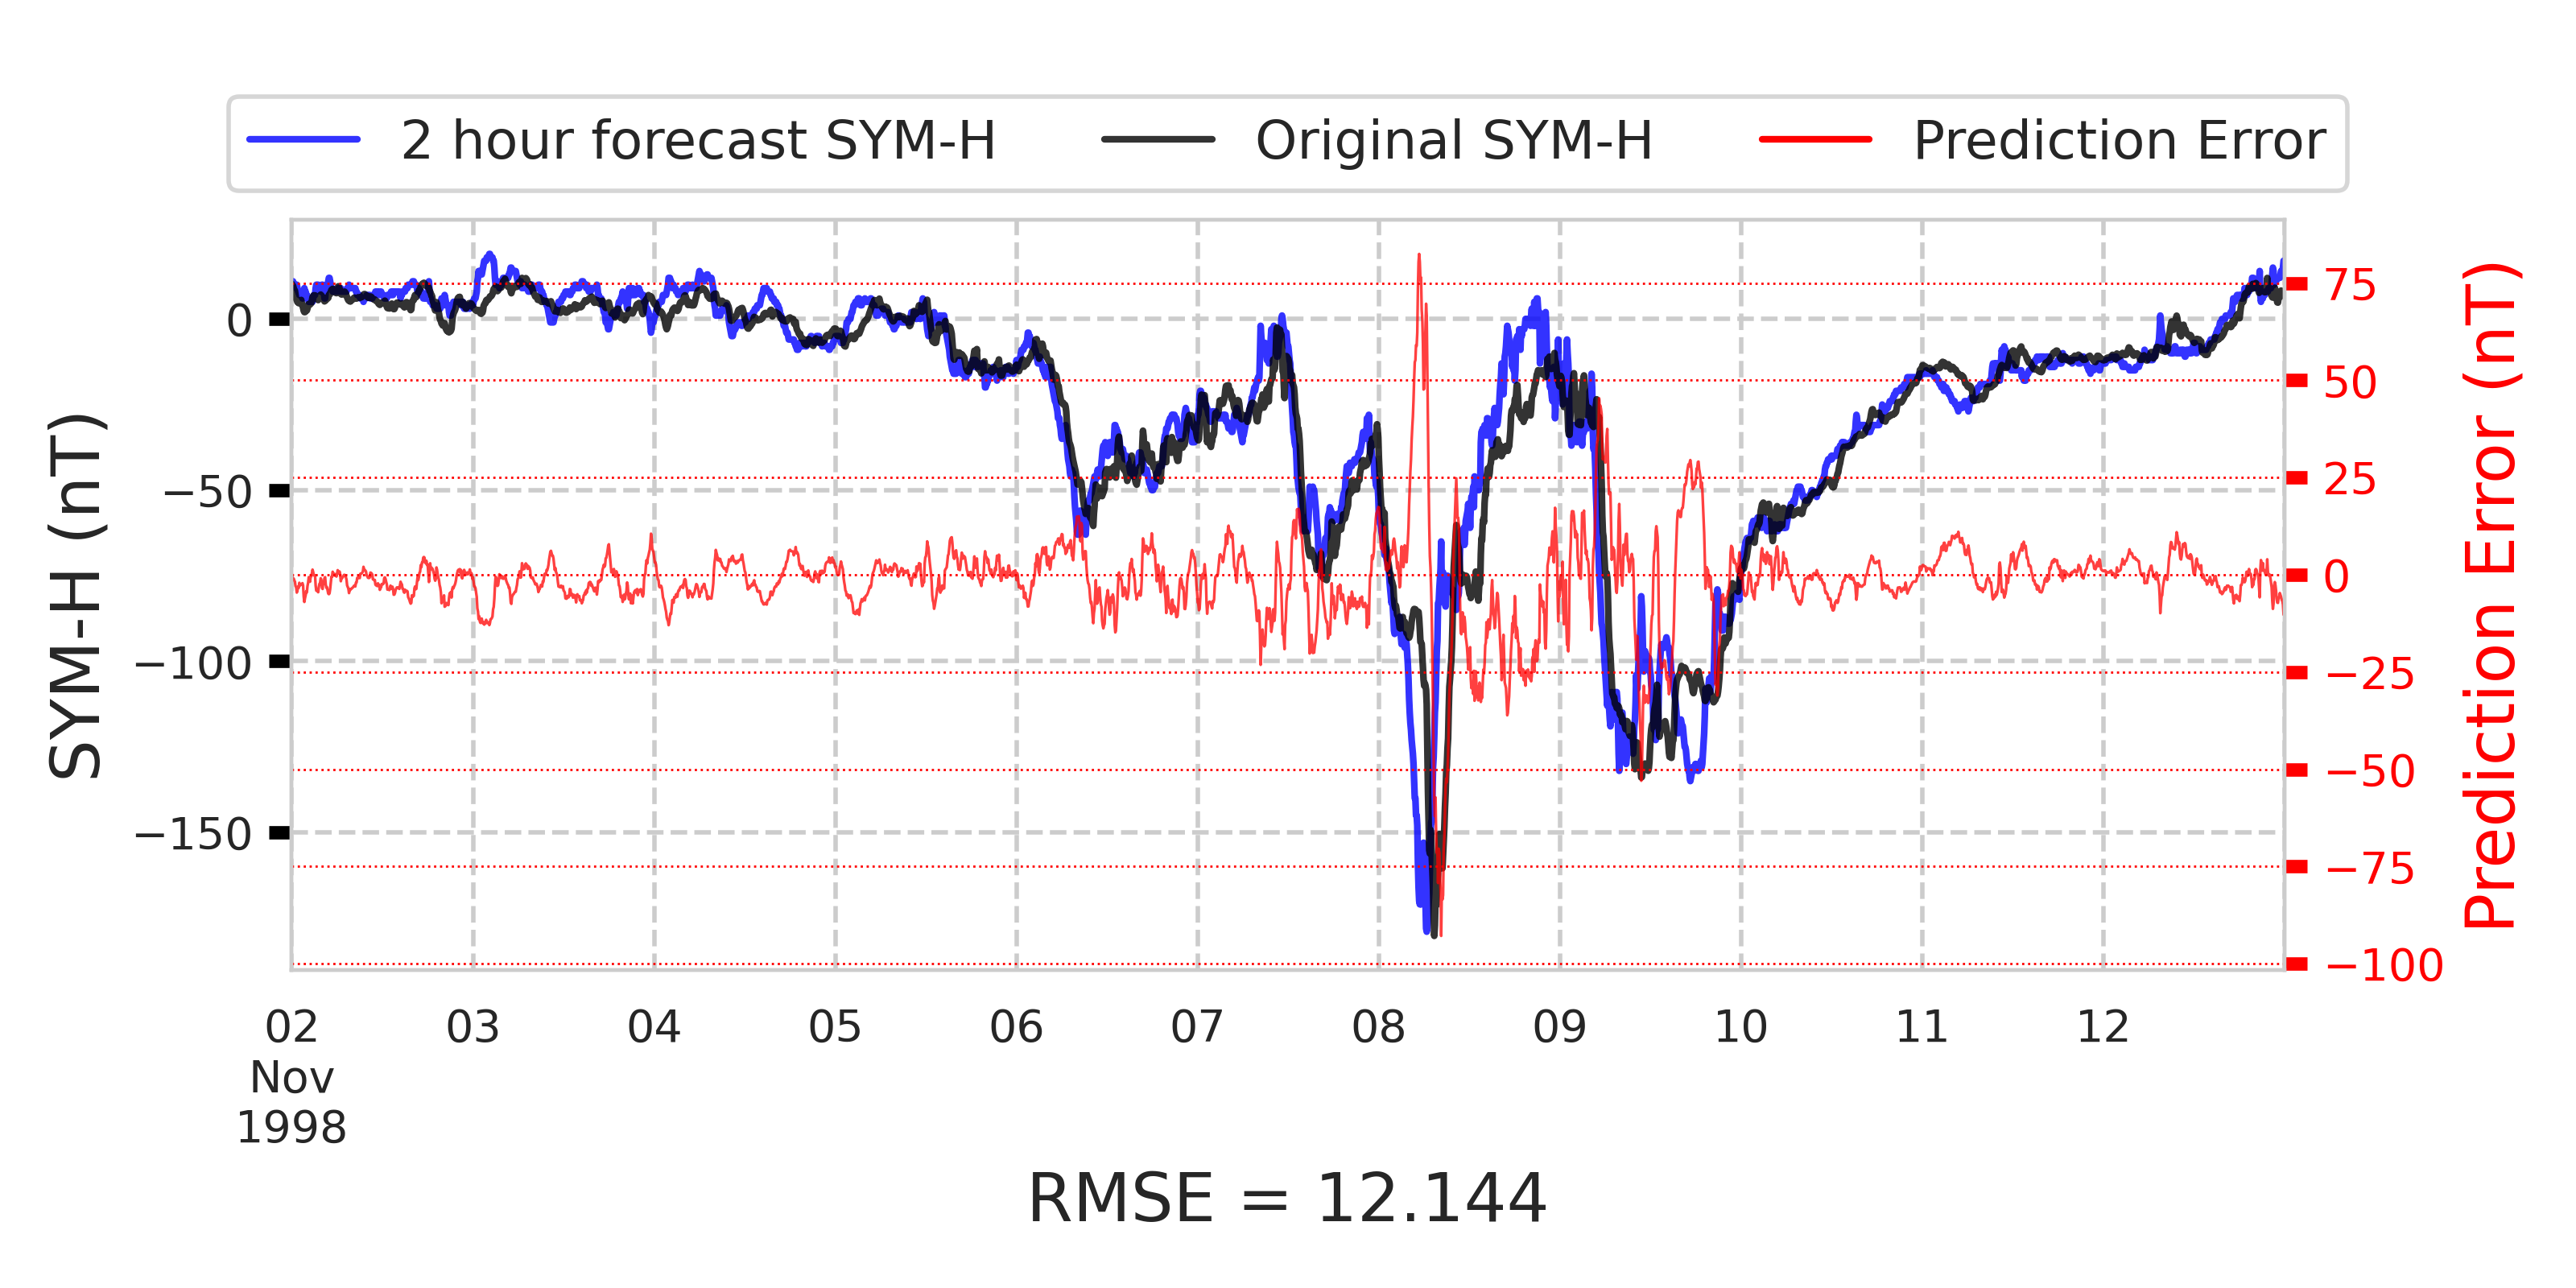 2 hour forecast SYM-H
Original SYM-H
Prediction Error
SYM-H (nT)
0
−50
−100
−150
75
50
25
0
−25
−50
−75
−100
Prediction Error (nT)
02 03 04 05 06 07 08 09 10 11 12
Nov
1998
RMSE = 12.144